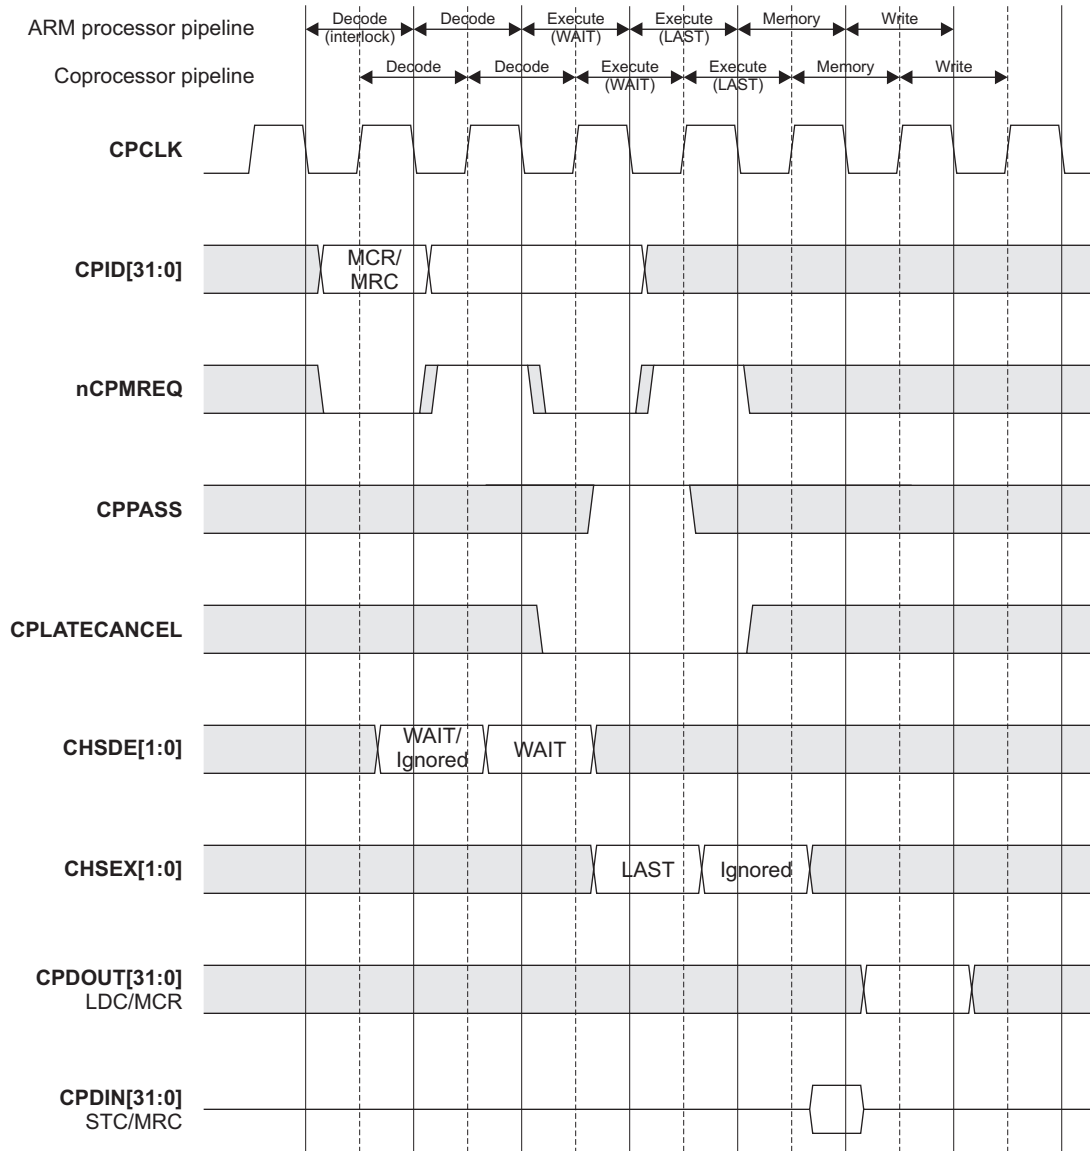 ARM processor pipeline
Decode (interlock)
Decode
Execute (WAIT)
Execute (LAST)
Memory
Write
Coprocessor pipeline
Decode
Decode
Execute (WAIT)
Execute (LAST)
Memory
Write
CPCLK
CPID[31:0]
MCR/
MRC
nCPMREQ
CPPASS
CPLATECANCEL
CHSDE[1:0]
WAIT/
Ignored
WAIT
CHSEX[1:0]
LAST
Ignored
CPDOUT[31:0]
LDC/MCR
CPDIN[31:0]
STC/MRC